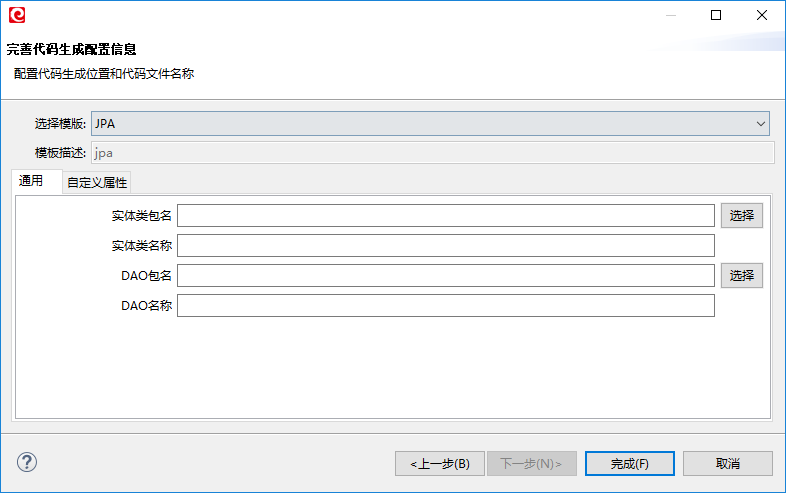 完善代码生成配置信息
配置代码生成位置和代码文件名称
选择模版: JPA
模板描述: jpa
通用 自定义属性
实体类包名 选择
实体类名称
DAO包名 选择
DAO名称
<上一步(B) 下一步(N)> 完成(F) 取消